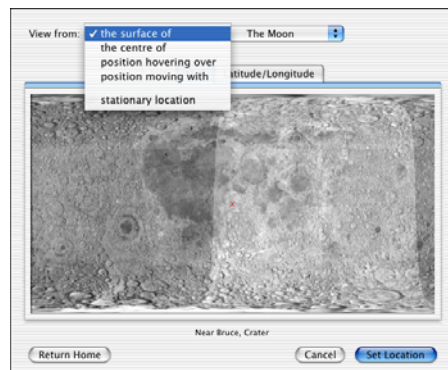 View from: ✓ the surface of The Moon
the centre of
position hovering over
position moving with
stationary location
atitude/Longitude
Near Bruce, Crater
Return Home Cancel Set Location